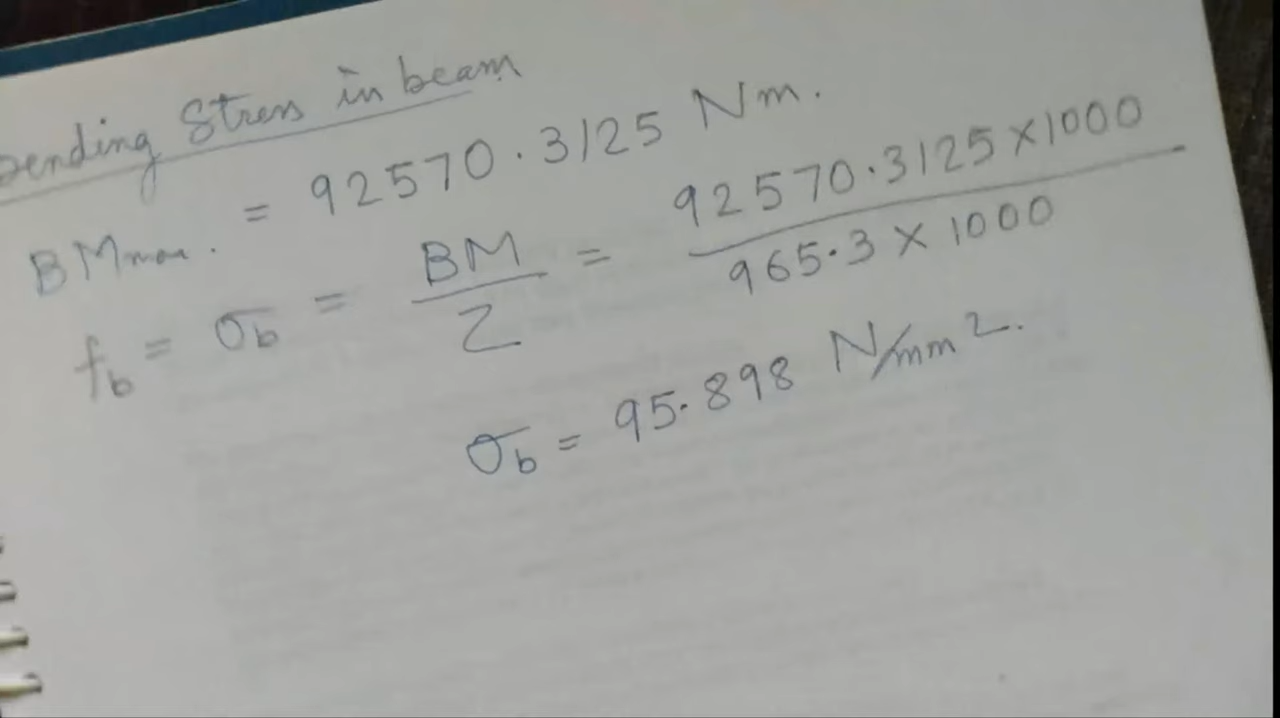 Bending Stress in beam
BMmax. = 92570.3125 Nm.
fb = σb = BM/Z = 92570.3125 × 1000 / 965.3 × 1000
σb = 95.898 N/mm².